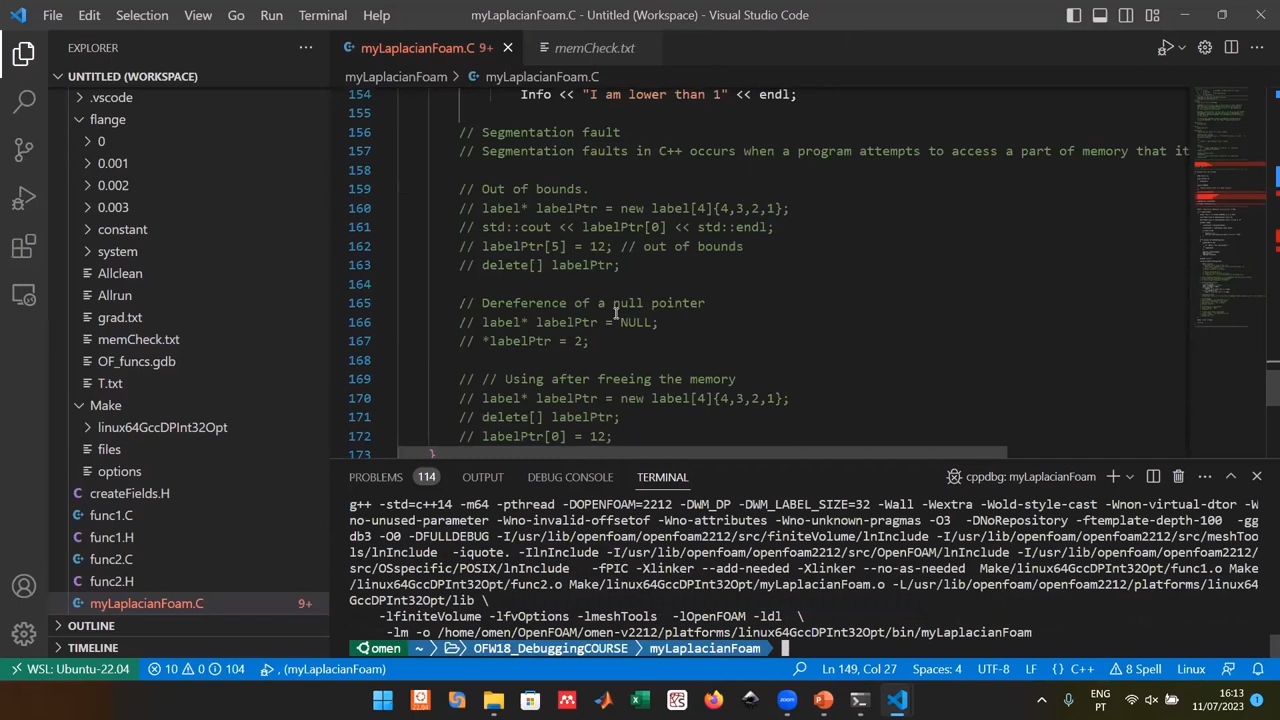 File Edit Selection View Go Run Terminal Help myLaplacianFoam.C - Untitled (Workspace) - Visual Studio Code
EXPLORER
UNTITLED (WORKSPACE)
.vscode
flange
0
0.001
0.002
0.003
constant
system
Allclean
Allrun
grad.txt
memCheck.txt
OF_funcs.gdb
T.txt
Make
linux64GccDPInt32Opt
files
options
createFields.H
func1.C
func1.H
func2.C
func2.H
myLaplacianFoam.C 9+
OUTLINE
TIMELINE
myLaplacianFoam.C 9+ memCheck.txt
myLaplacianFoam > myLaplacianFoam.C
154 Info << "I am lower than 1" << endl;
155
156 // Segmentation fault
157 // Segmentation faults in C++ occurs when a program attempts to access a part of memory that it
158
159 // Out of bounds.
160 // label* labelPtr = new label[4]{4,3,2,1};
161 // std::cout << labelPtr[0] << std::endl;
162 // labelPtr[5] = 12; // out of bounds
163 // delete[] labelPtr;
164
165 // Dereference of a null pointer
166 // label* labelPtr = NULL;
167 // *labelPtr = 2;
168
169 // // Using after freeing the memory
170 // label* labelPtr = new label[4]{4,3,2,1};
171 // delete[] labelPtr;
172 // labelPtr[0] = 12;
173 }
PROBLEMS 114 OUTPUT DEBUG CONSOLE TERMINAL cppdbg: myLaplacianFoam
g++ -std=c++14 -m64 -pthread -DOPENFOAM=2212 -DWM_DP -DWM_LABEL_SIZE=32 -Wall -Wextra -Wold-style-cast -Wnon-virtual-dtor -W
no-unused-parameter -Wno-invalid-offsetof -Wno-attributes -Wno-unknown-pragmas -O3 -DNoRepository -ftemplate-depth-100 -gg
db3 -O0 -DFULLDEBUG -I/usr/lib/openfoam/openfoam2212/src/finiteVolume/lnInclude -I/usr/lib/openfoam/openfoam2212/src/meshToo
ls/lnInclude -iquote. -IlnInclude -I/usr/lib/openfoam/openfoam2212/src/OpenFOAM/lnInclude -I/usr/lib/openfoam/openfoam2212/
src/OSspecific/POSIX/lnInclude -fPIC -Xlinker --add-needed -Xlinker --no-as-needed Make/linux64GccDPInt32Opt/func1.o Make
/linux64GccDPInt32Opt/func2.o Make/linux64GccDPInt32Opt/myLaplacianFoam.o -L/usr/lib/openfoam/openfoam2212/platforms/linux64
GccDPInt32Opt/lib \
-lfiniteVolume -lfvOptions -lmeshTools -lOpenFOAM -ldl \
-lm -o /home/omen/OpenFOAM/omen-v2212/platforms/linux64GccDPInt32Opt/bin/myLaplacianFoam
omen ~ OFW18_DebuggingCOURSE myLaplacianFoam
WSL: Ubuntu-22.04 10 0 104 , (myLaplacianFoam) Ln 149, Col 27 Spaces: 4 UTF-8 LF {} C++ 8 Spell Linux
ENG
PT
16:13
11/07/2023